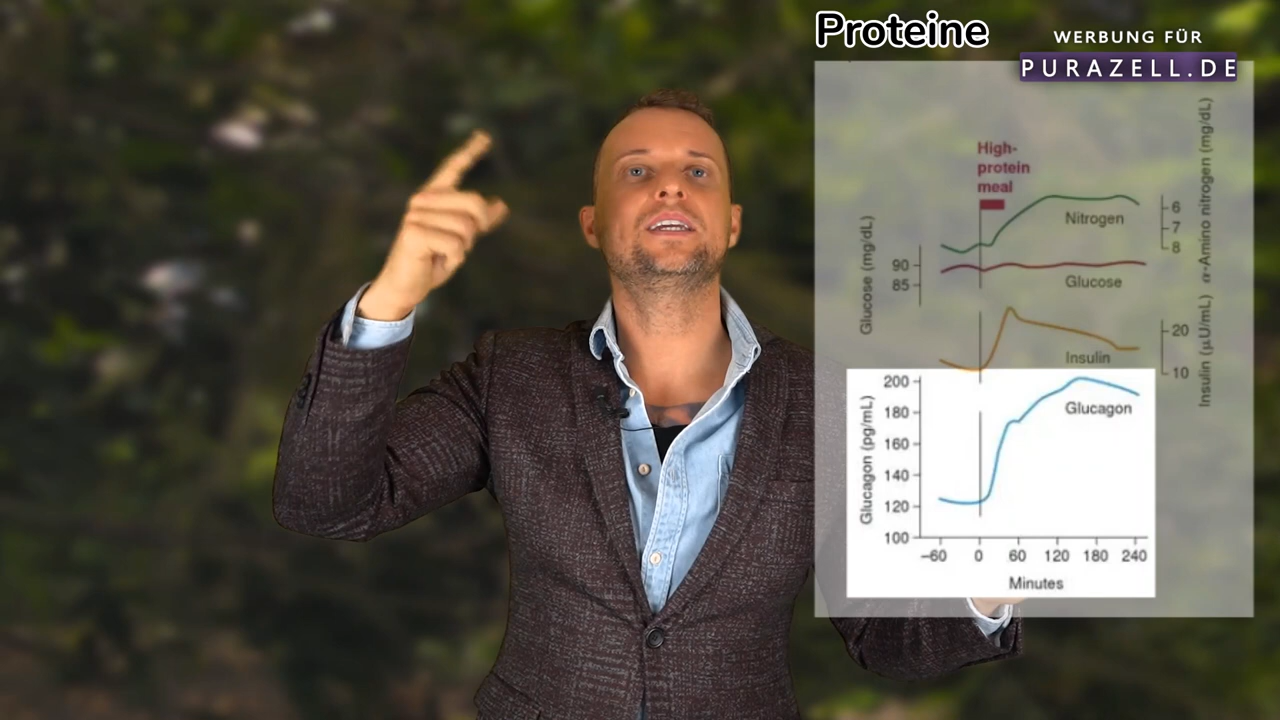 Proteine
WERBUNG FÜR
PURAZELL.DE
High-
protein
meal
Nitrogen
6
7
8
α-Amino nitrogen (mg/dL)
Glucose (mg/dL)
90
85
Glucose
Insulin
20
10
Insulin (µU/mL)
Glucagon (pg/mL)
200
180
160
140
120
100
Glucagon
−60 0 60 120 180 240
Minutes